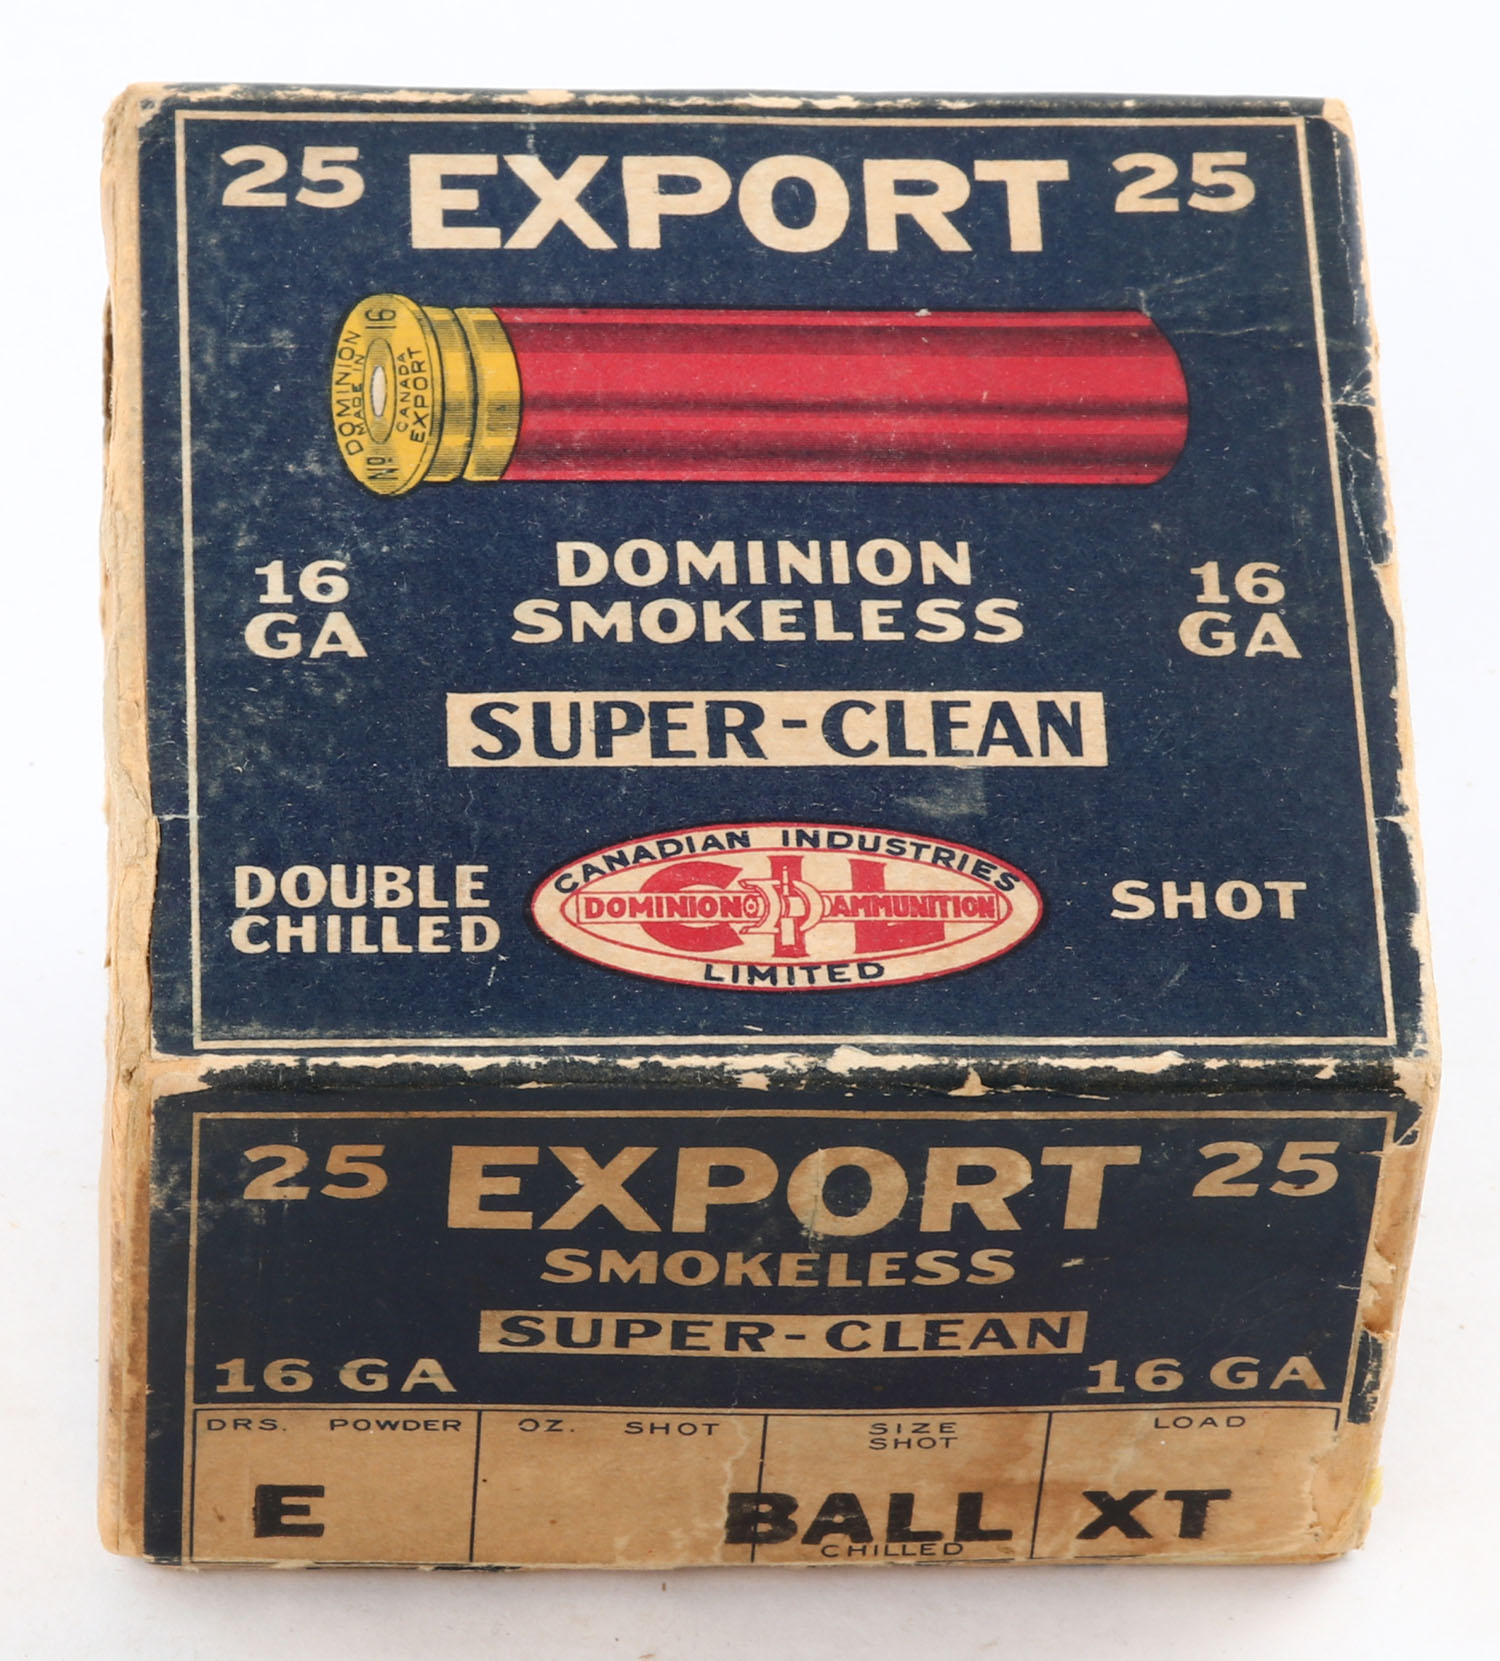 25 EXPORT 25
DOMINION 16
MADE IN CANADA
No. EXPORT
16 GA
DOMINION
SMOKELESS
16 GA
SUPER-CLEAN
DOUBLE
CHILLED
CANADIAN INDUSTRIES
CIL
DOMINION AMMUNITION
LIMITED
SHOT
25 EXPORT 25
SMOKELESS
SUPER-CLEAN
16 GA 16 GA
DRS. POWDER OZ. SHOT SIZE SHOT LOAD
E BALL XT
CHILLED